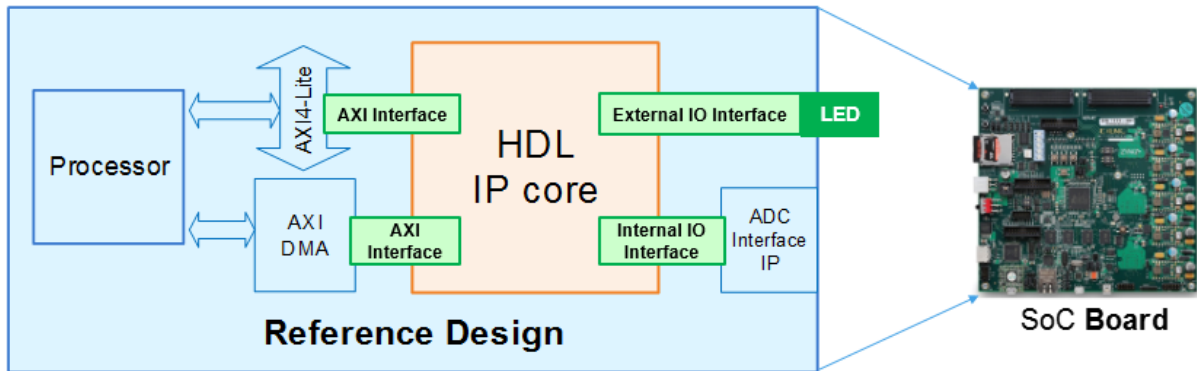 Processor
AXI4-Lite
AXI Interface
HDL
IP core
External IO Interface
LED
AXI
DMA
AXI
Interface
Internal IO
Interface
ADC
Interface
IP
Reference Design
SoC Board